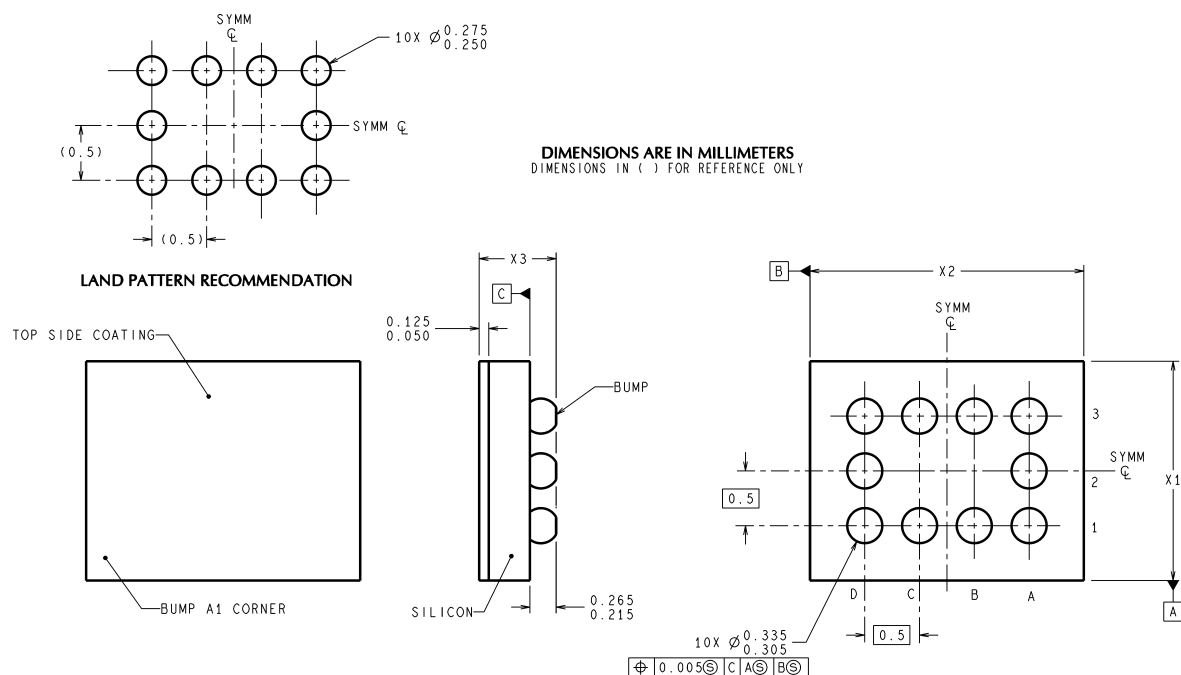 SYMM
℄
10X Ø 0.275
0.250
SYMM ℄
(0.5)
(0.5)
DIMENSIONS ARE IN MILLIMETERS
DIMENSIONS IN ( ) FOR REFERENCE ONLY
LAND PATTERN RECOMMENDATION
TOP SIDE COATING
BUMP A1 CORNER
X3
C
0.125
0.050
BUMP
SILICON
0.265
0.215
B
X2
SYMM
℄
3
SYMM
℄
2
X1
1
0.5
D C B A
A
0.5
10X Ø 0.335
0.305
⌖ 0.005Ⓢ C AⓈ BⓈ